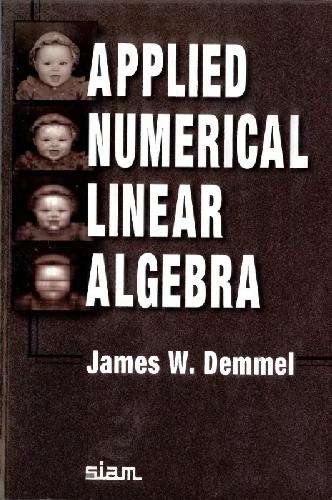 APPLIED
NUMERICAL
LINEAR
ALGEBRA
James W. Demmel
siam